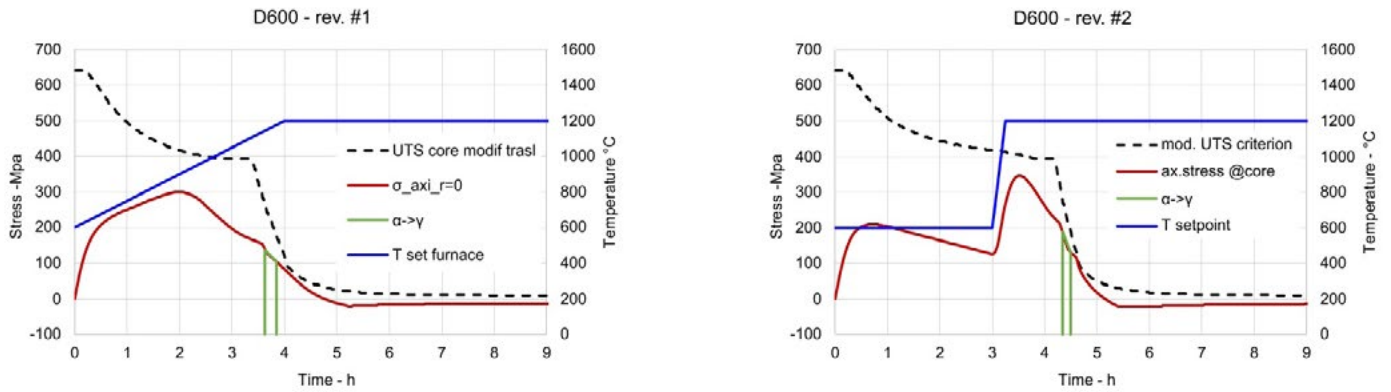 D600 - rev. #1
700
600
500
400
300
200
100
0
-100
Stress -Mpa
1600
1400
1200
1000
800
600
400
200
0
Temperature °C
UTS core modif trasl
σ_axi_r=0
α->γ
T set furnace
0 1 2 3 4 5 6 7 8 9
Time - h
D600 - rev. #2
700
600
500
400
300
200
100
0
-100
Stress -Mpa
1600
1400
1200
1000
800
600
400
200
0
Temperature - °C
mod. UTS criterion
ax.stress @core
α->γ
T setpoint
0 1 2 3 4 5 6 7 8 9
Time - h